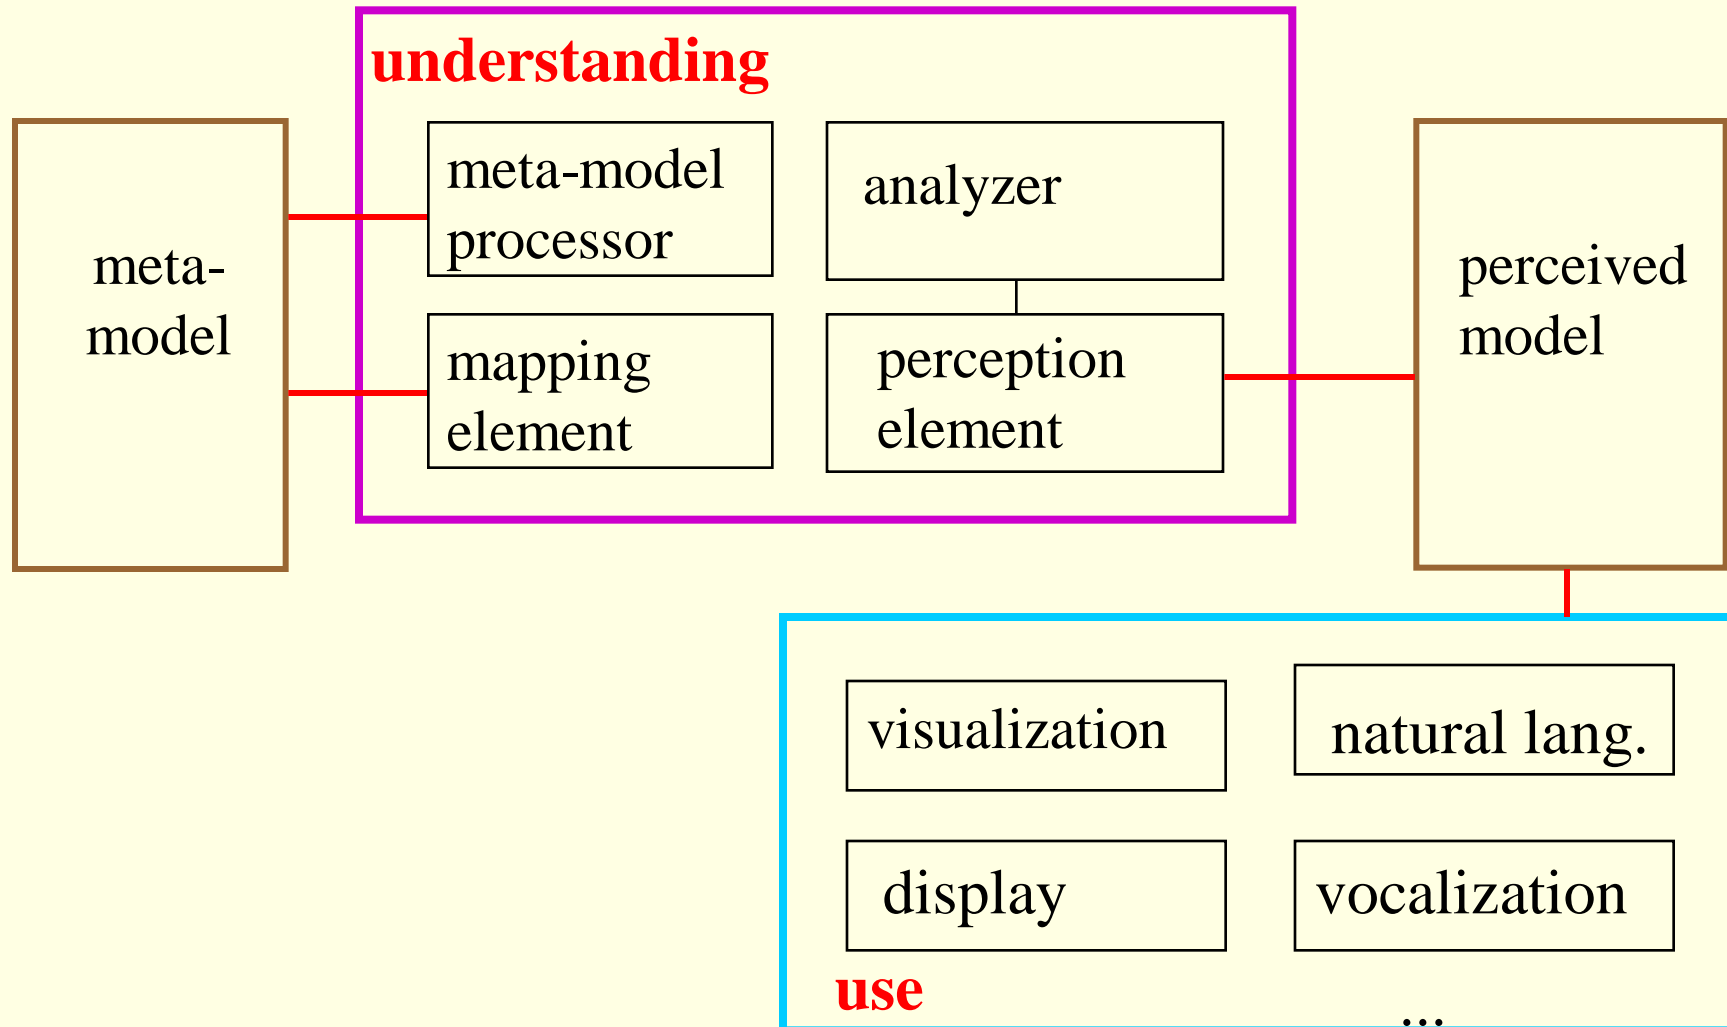 understanding
meta-
model
meta-model
processor
analyzer
mapping
element
perception
element
perceived
model
visualization
natural lang.
display
vocalization
use
...